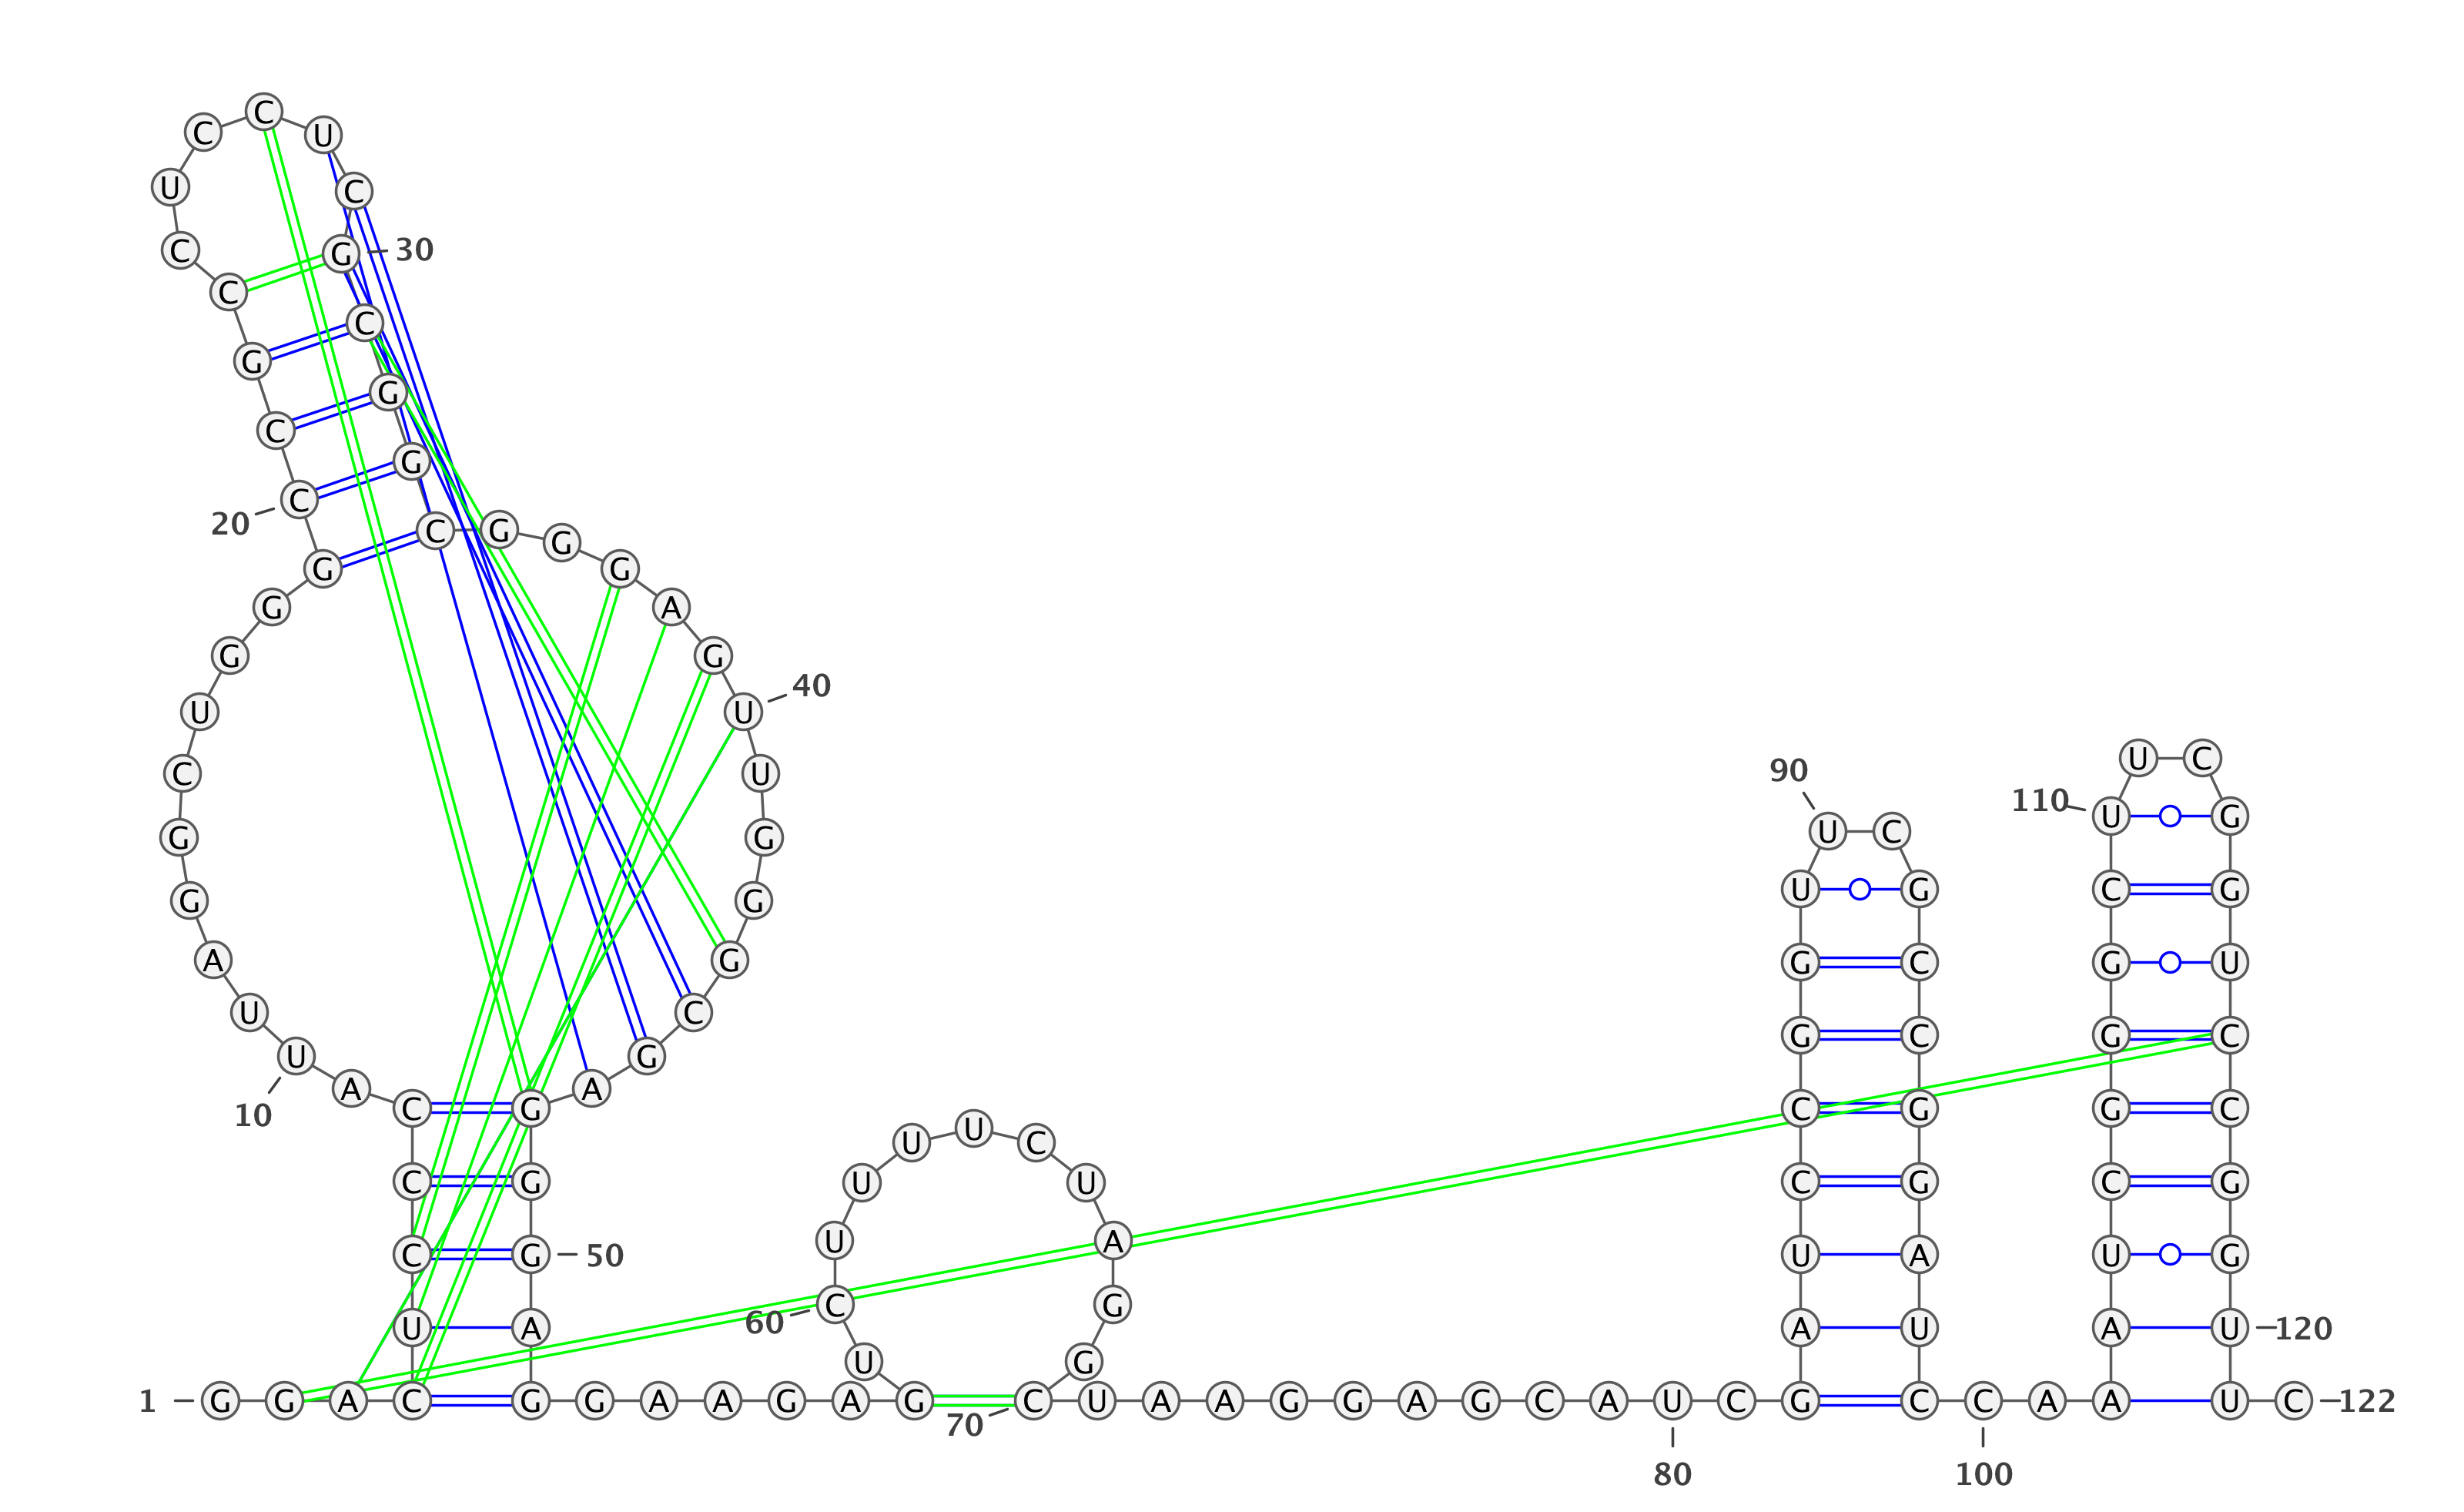 C
C U
U C
C G 30
C C
G G
C G
20 C C G G
G G
G A
G G
U U 40
C U U C
90 110 U G
G G U C C G
G G U G
A G G C G U
U C G C G C
U G
10 A A
C G U C G G C
U U C
C G U U C G C G
U A
C G 50 U A U G
60 C G
U A A U A U 120
U G
1 G G A C G G A A G A G C U A A G G A G C A U C G C C A A U C 122
70
80 100